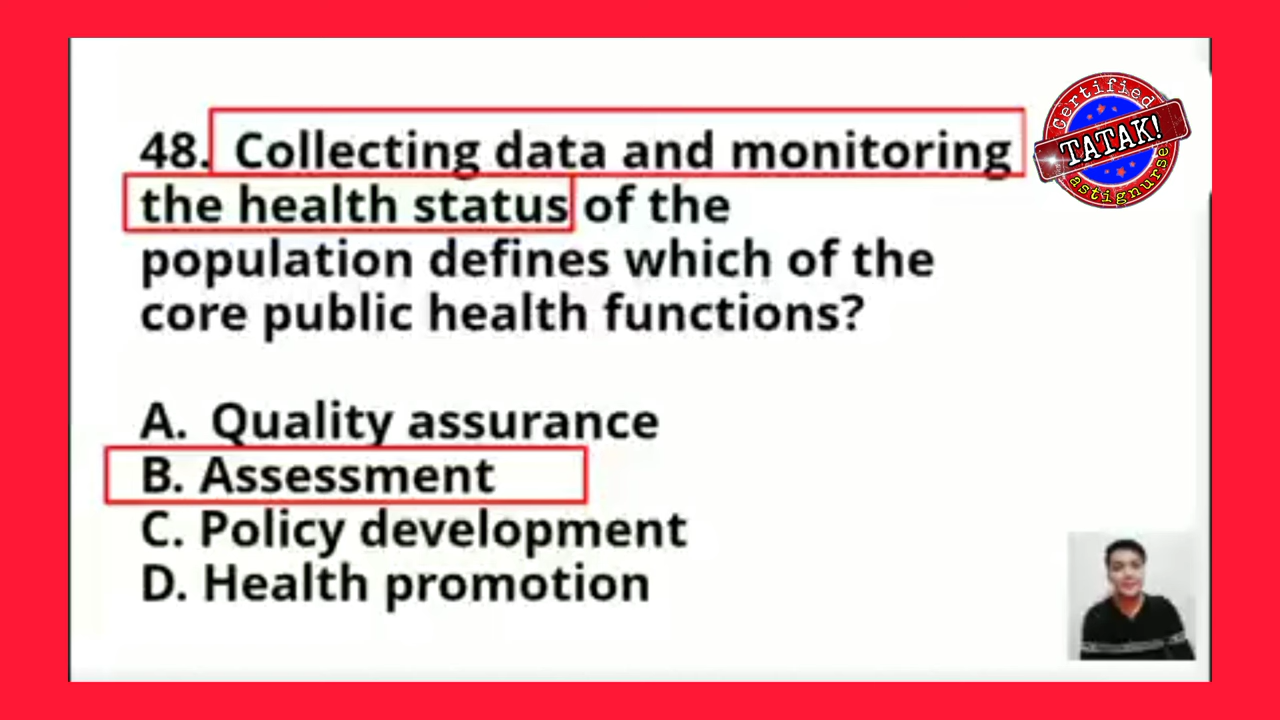 48. Collecting data and monitoring
the health status of the
population defines which of the
core public health functions?
A. Quality assurance
B. Assessment
C. Policy development
D. Health promotion
Certified
TATAK!
astignurse